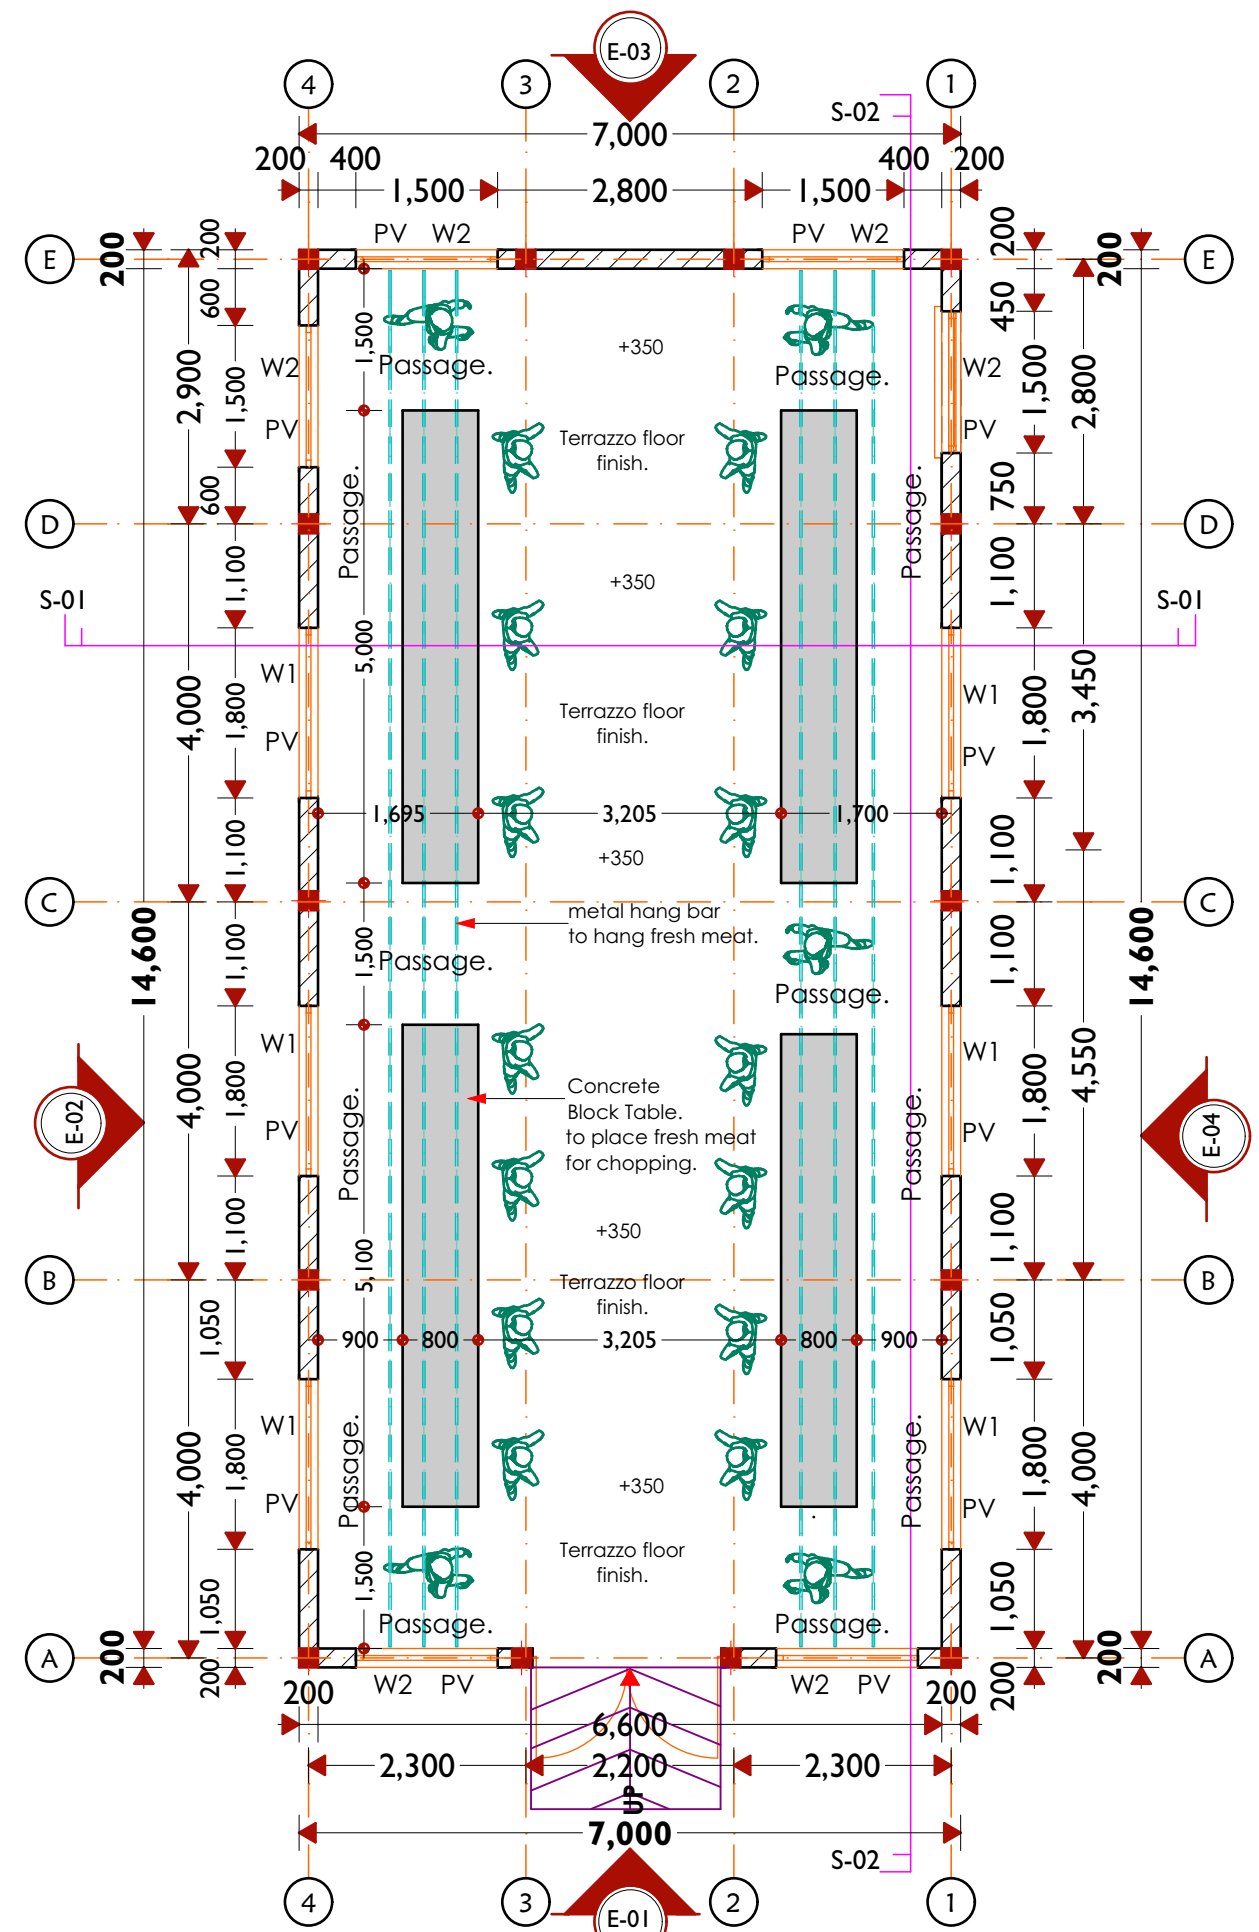 E-03
4
3
2
1
S-02
7,000
200
400
400
200
1,500
2,800
1,500
PV
W2
PV
W2
E
200
200
200
200
E
600
450
1,500
+350
W2
Passage.
Passage.
W2
2,900
1,500
1,500
2,800
PV
Terrazzo floor
finish.
PV
600
Passage.
Passage.
750
D
D
1,100
+350
1,100
S-01
S-01
5,000
W1
W1
4,000
1,800
Terrazzo floor
finish.
1,800
3,450
PV
PV
1,695
3,205
1,700
1,100
+350
1,100
C
C
metal hang bar
to hang fresh meat.
14,600
1,100
1,500
Passage.
Passage.
1,100
14,600
W1
W1
4,000
1,800
Concrete
Block Table.
to place fresh meat
for chopping.
1,800
4,550
E-02
PV
Passage.
Passage.
PV
E-04
1,100
+350
1,100
5,100
B
Terrazzo floor
finish.
B
1,050
900
800
3,205
800
900
1,050
W1
W1
4,000
1,800
Passage.
+350
Passage.
1,800
4,000
PV
PV
Terrazzo floor
finish.
1,050
1,500
1,050
Passage.
Passage.
A
200
200
200
200
A
W2
PV
W2
PV
200
200
6,600
2,300
2,200
2,300
UP
7,000
S-02
4
3
2
1
E-01